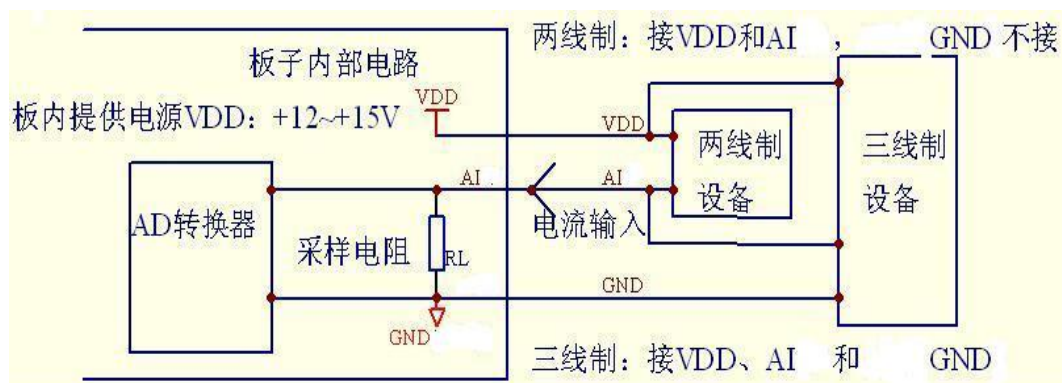 两线制：接VDD和AI ， GND 不接
板子内部电路
板内提供电源VDD：+12~+15V
VDD
VDD
两线制
设备
三线制
设备
AI
AI
AD转换器
采样电阻
RL
电流输入
GND
GND
三线制：接VDD、AI 和 GND